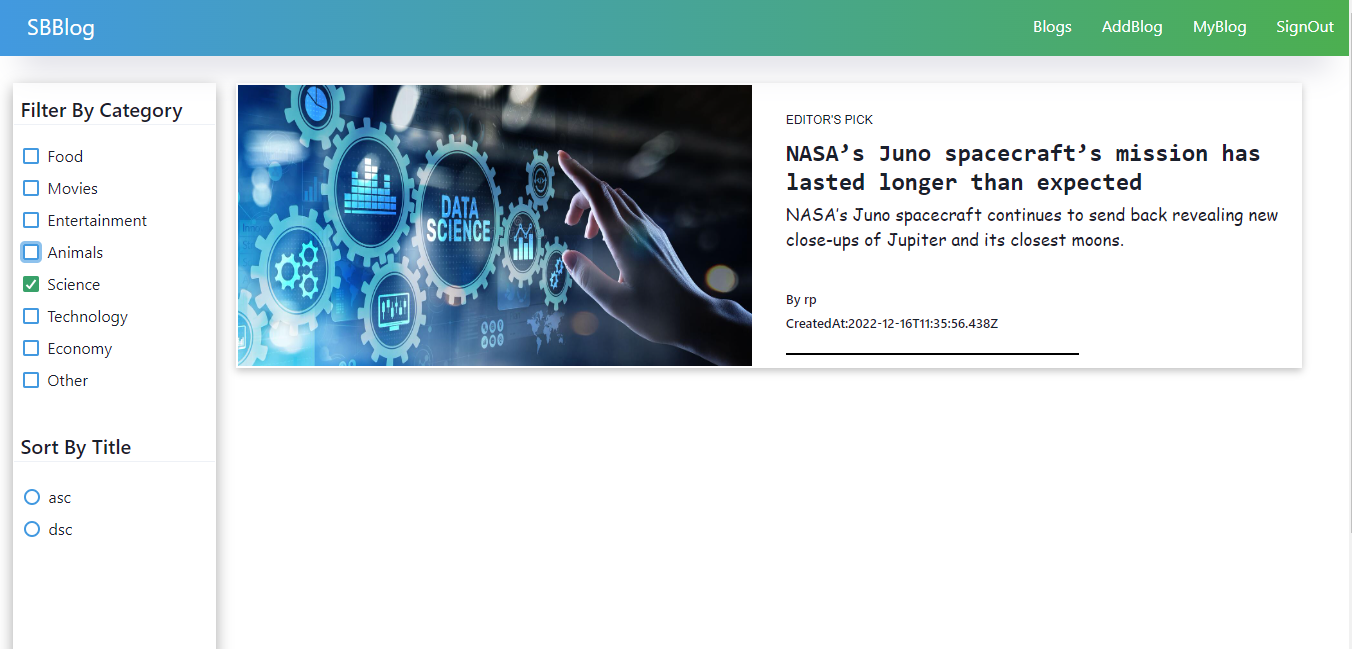 SBBlog
Blogs
AddBlog
MyBlog
SignOut
Filter By Category
Food
Movies
Entertainment
Animals
Science
Technology
Economy
Other
Sort By Title
asc
dsc
DATA
SCIENCE
EDITOR'S PICK
NASA’s Juno spacecraft’s mission has
lasted longer than expected
NASA’s Juno spacecraft continues to send back revealing new
close-ups of Jupiter and its closest moons.
By rp
CreatedAt:2022-12-16T11:35:56.438Z